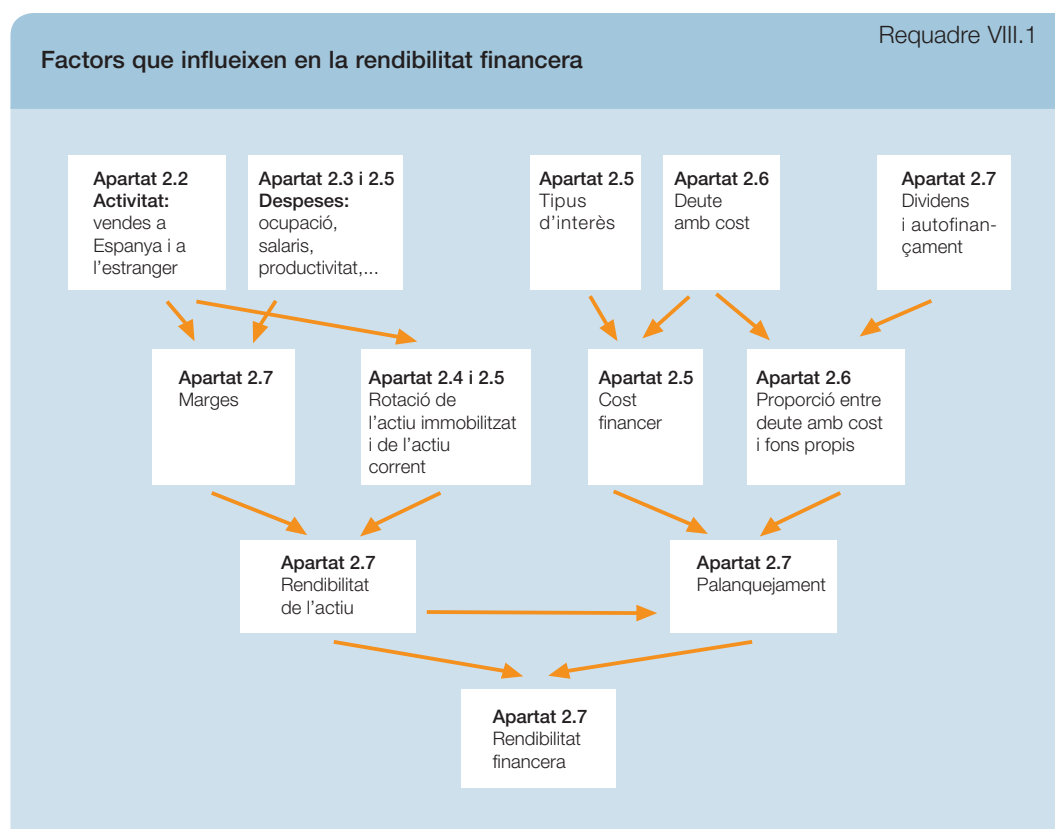 Requadre VIII.1
Factors que influeixen en la rendibilitat financera
Apartat 2.2
Activitat:
vendes a
Espanya i a
l'estranger
Apartat 2.3 i 2.5
Despeses:
ocupació,
salaris,
productivitat,...
Apartat 2.5
Tipus
d'interès
Apartat 2.6
Deute
amb cost
Apartat 2.7
Dividens
i autofinan-
çament
Apartat 2.7
Marges
Apartat 2.4 i 2.5
Rotació de
l'actiu immobilitzat
i de l'actiu
corrent
Apartat 2.5
Cost
financer
Apartat 2.6
Proporció entre
deute amb cost
i fons propis
Apartat 2.7
Rendibilitat
de l'actiu
Apartat 2.7
Palanquejament
Apartat 2.7
Rendibilitat
financera